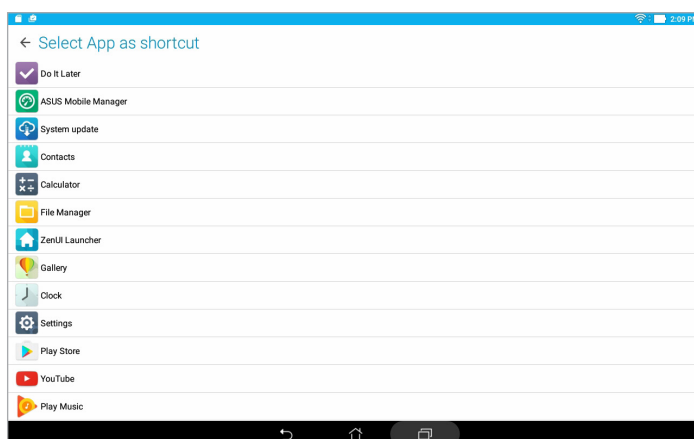 2:09 PM
Select App as shortcut
Do It Later
ASUS Mobile Manager
System update
Contacts
Calculator
File Manager
ZenUI Launcher
Gallery
Clock
Settings
Play Store
YouTube
Play Music